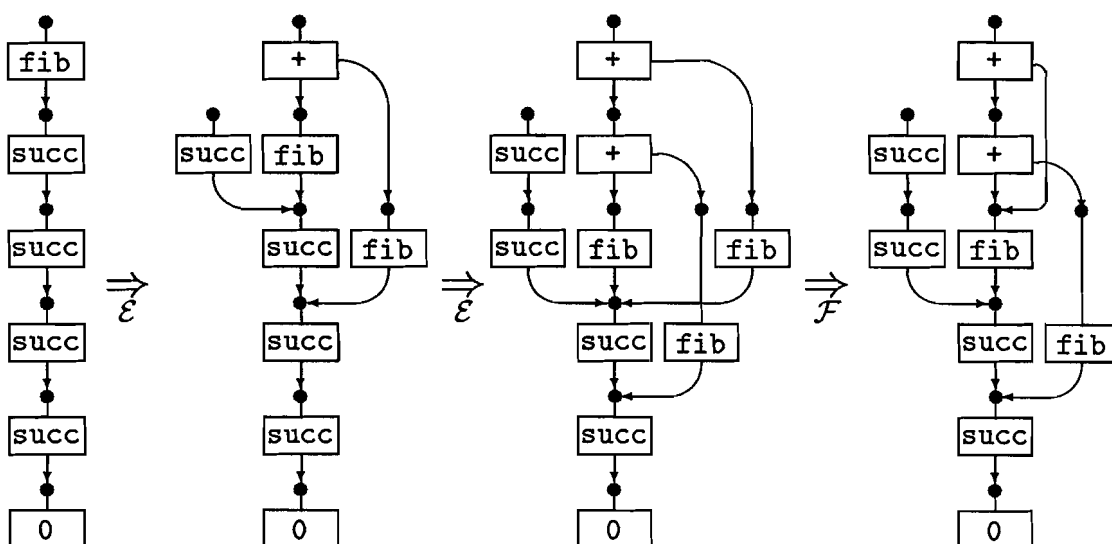 fib + + +
succ succ fib succ + succ +
succ succ fib succ fib fib succ fib
⇒ ℰ ⇒ ℰ ⇒ ℱ
succ succ succ fib succ fib
succ succ succ succ
0 0 0 0